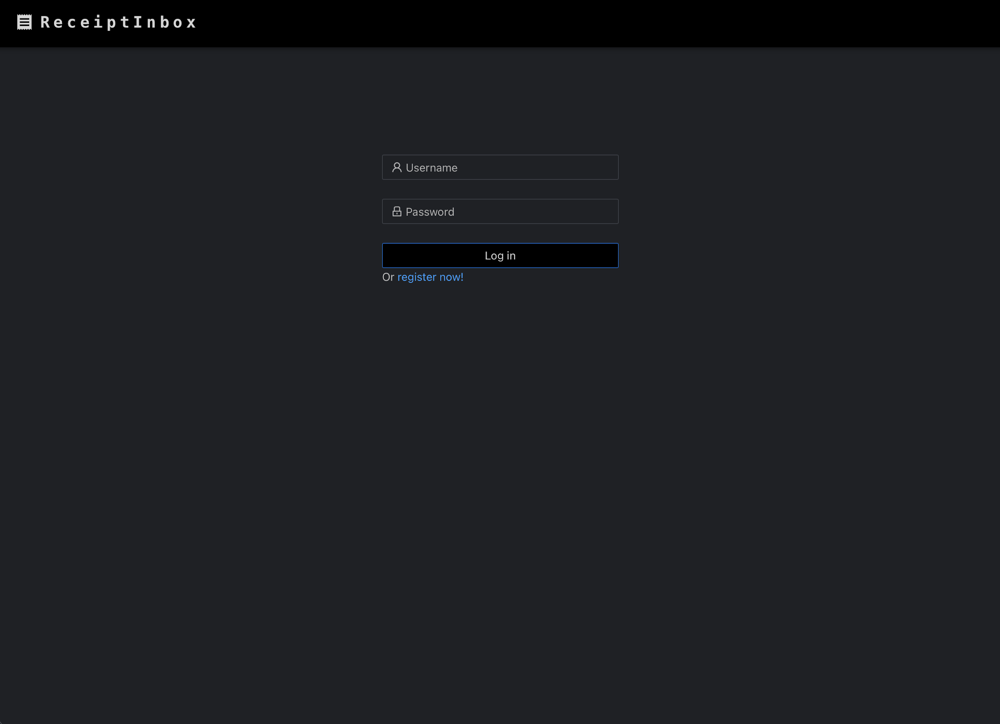 ReceiptInbox
Username
Password
Log in
Or register now!